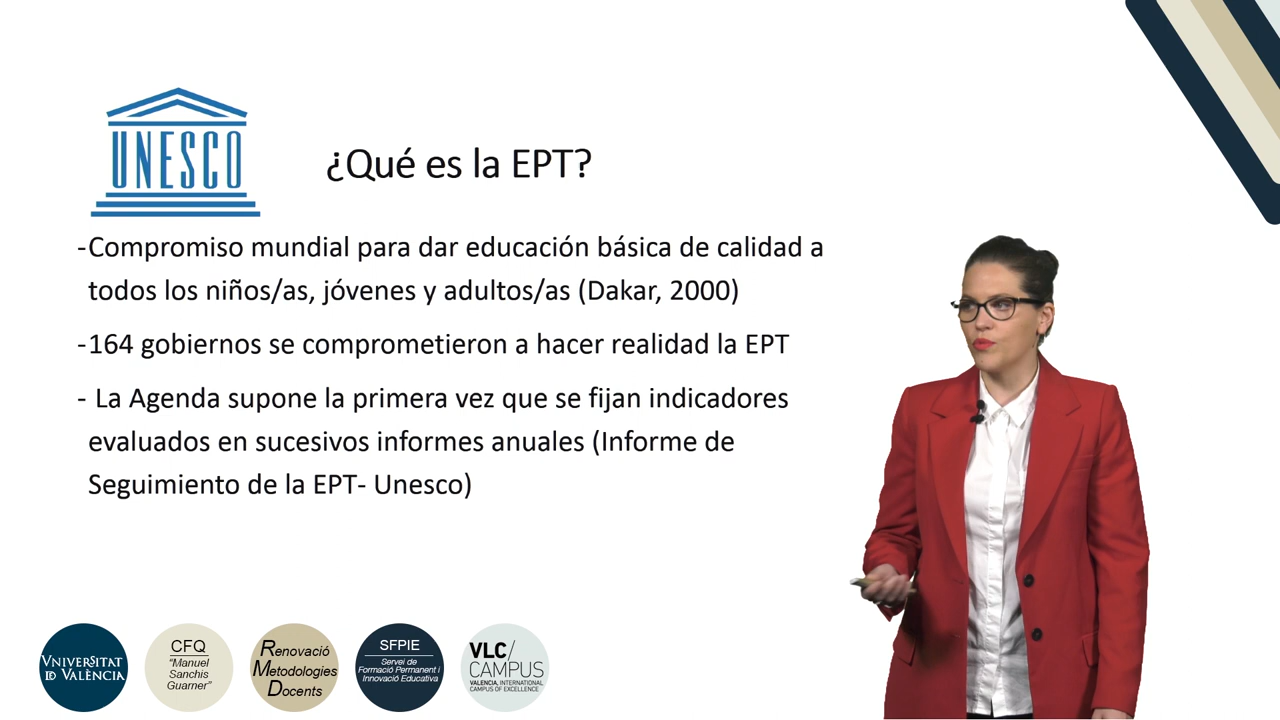 UNESCO
¿Qué es la EPT?
-Compromiso mundial para dar educación básica de calidad a
todos los niños/as, jóvenes y adultos/as (Dakar, 2000)
-164 gobiernos se comprometieron a hacer realidad la EPT
- La Agenda supone la primera vez que se fijan indicadores
evaluados en sucesivos informes anuales (Informe de
Seguimiento de la EPT- Unesco)
VNIVERSITAT
ID VALÈNCIA
CFQ
"Manuel
Sanchis
Guarner"
Renovació
Metodologies
Docents
SFPIE
Servei de
Formació Permanent i
Innovació Educativa
VLC/
CAMPUS
VALENCIA, INTERNATIONAL
CAMPUS OF EXCELLENCE